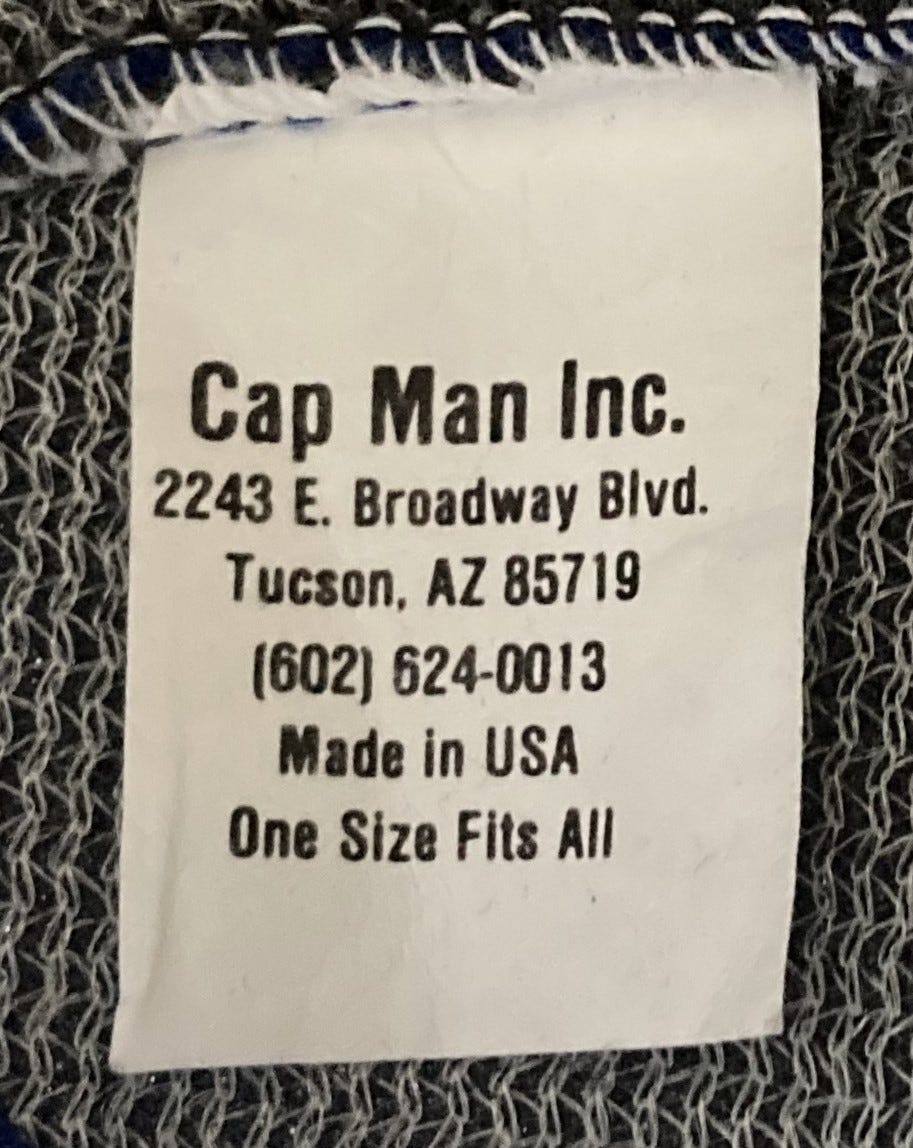 Cap Man Inc.
2243 E. Broadway Blvd.
Tucson, AZ 85719
(602) 624-0013
Made in USA
One Size Fits All